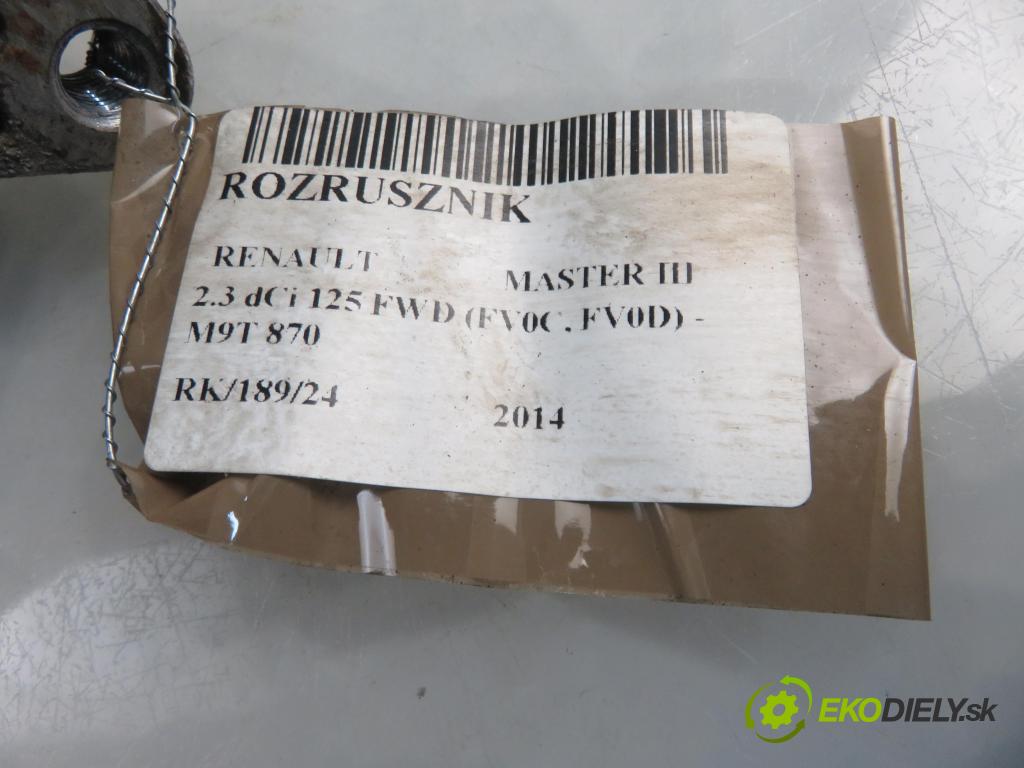 ROZRUSZNIK
RENAULT MASTER III
2.3 dCi 125 FWD (FV0C, FV0D) -
M9T 870
RK/189/24 2014
EKODIELY.sk